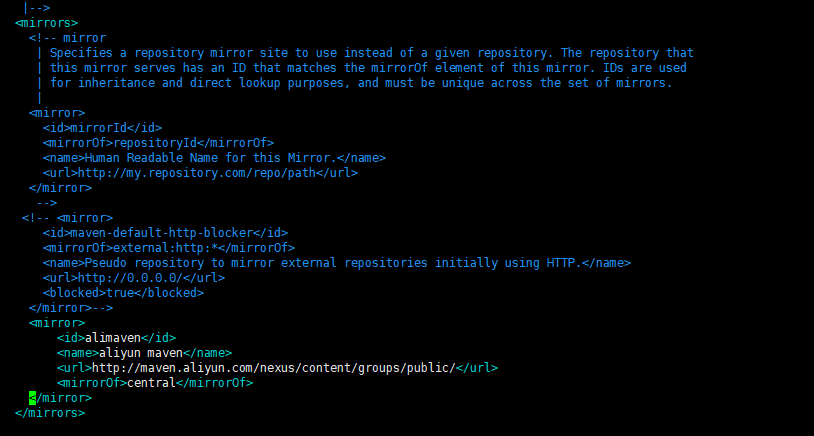 |-->
<mirrors>
<!-- mirror
| Specifies a repository mirror site to use instead of a given repository. The repository that
| this mirror serves has an ID that matches the mirrorOf element of this mirror. IDs are used
| for inheritance and direct lookup purposes, and must be unique across the set of mirrors.
|
<mirror>
<id>mirrorId</id>
<mirrorOf>repositoryId</mirrorOf>
<name>Human Readable Name for this Mirror.</name>
<url>http://my.repository.com/repo/path</url>
</mirror>
-->
<!-- <mirror>
<id>maven-default-http-blocker</id>
<mirrorOf>external:http:*</mirrorOf>
<name>Pseudo repository to mirror external repositories initially using HTTP.</name>
<url>http://0.0.0.0/</url>
<blocked>true</blocked>
</mirror>-->
<mirror>
<id>alimaven</id>
<name>aliyun maven</name>
<url>http://maven.aliyun.com/nexus/content/groups/public/</url>
<mirrorOf>central</mirrorOf>
</mirror>
</mirrors>